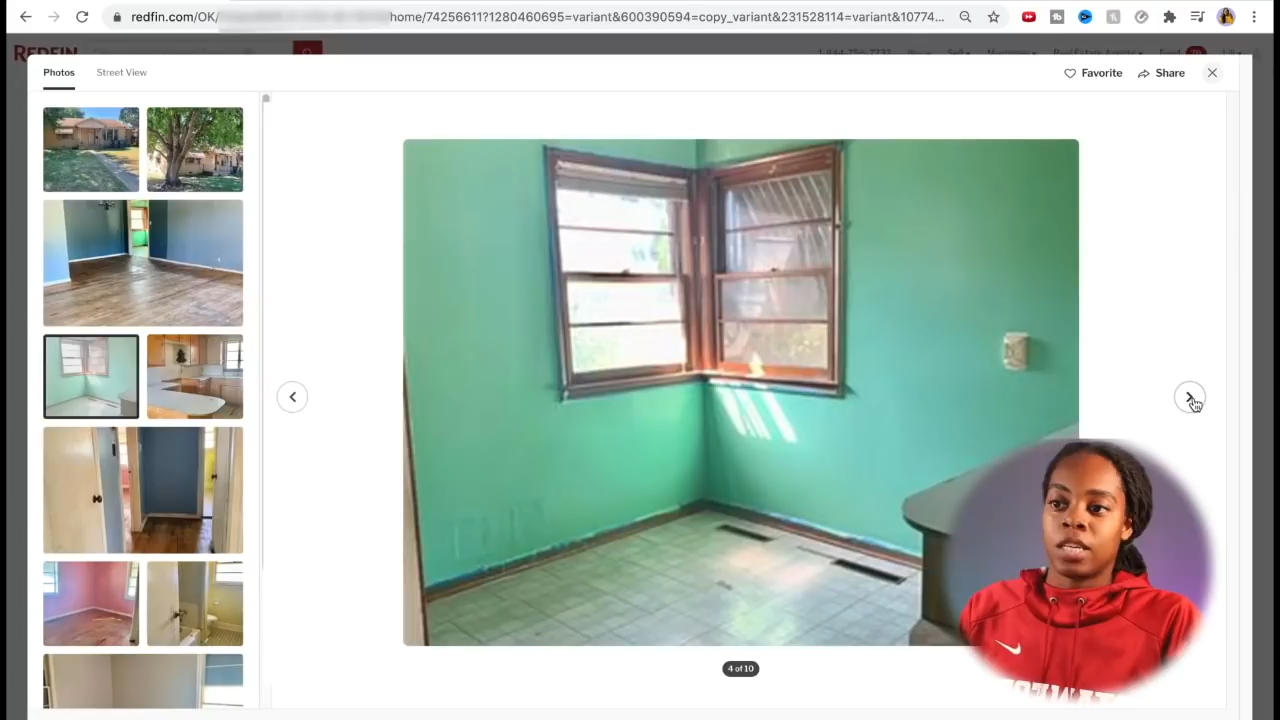 redfin.com/OK/ home/74256611?1280460695=variant&600390594=copy_variant&231528114=variant&10774...
REDFIN
Photos
Street View
Favorite
Share
4 of 10